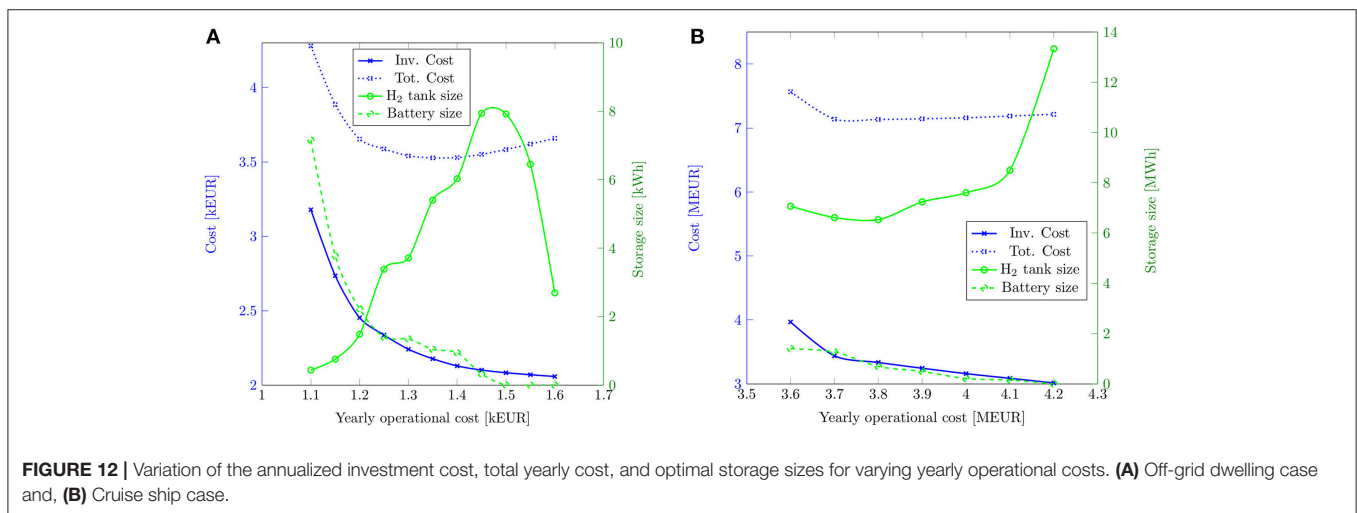 A
Cost [kEUR]
4
3.5
3
2.5
2
Inv. Cost
Tot. Cost
H₂ tank size
Battery size
10
8
6
4
2
0
Storage size [kWh]
1 1.1 1.2 1.3 1.4 1.5 1.6 1.7
Yearly operational cost [kEUR]
B
Cost [MEUR]
8
7
6
5
4
3
Inv. Cost
Tot. Cost
H₂ tank size
Battery size
14
12
10
8
6
4
2
0
Storage size [MWh]
3.5 3.6 3.7 3.8 3.9 4 4.1 4.2 4.3
Yearly operational cost [MEUR]
FIGURE 12 | Variation of the annualized investment cost, total yearly cost, and optimal storage sizes for varying yearly operational costs. (A) Off-grid dwelling case
and, (B) Cruise ship case.